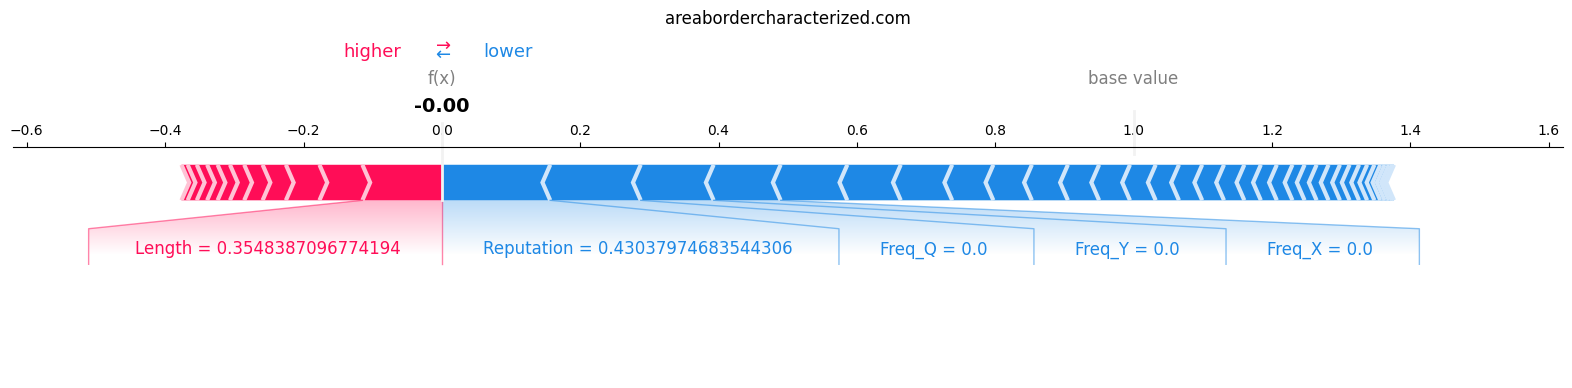 areabordercharacterized.com
higher ⇄ lower
f(x) base value
-0.00
−0.6 −0.4 −0.2 0.0 0.2 0.4 0.6 0.8 1.0 1.2 1.4 1.6
Length = 0.3548387096774194 Reputation = 0.43037974683544306 Freq_Q = 0.0 Freq_Y = 0.0 Freq_X = 0.0